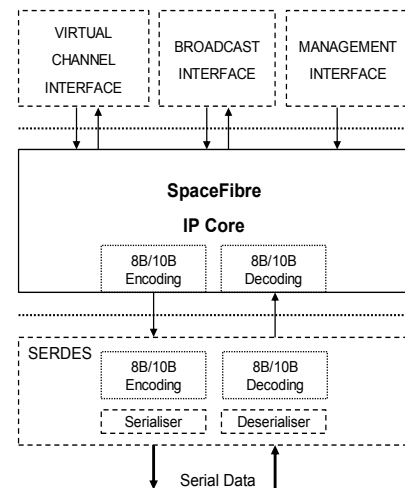 VIRTUAL
CHANNEL
INTERFACE
BROADCAST
INTERFACE
MANAGEMENT
INTERFACE
SpaceFibre
IP Core
8B/10B
Encoding
8B/10B
Decoding
SERDES
8B/10B
Encoding
8B/10B
Decoding
Serialiser
Deserialiser
Serial Data